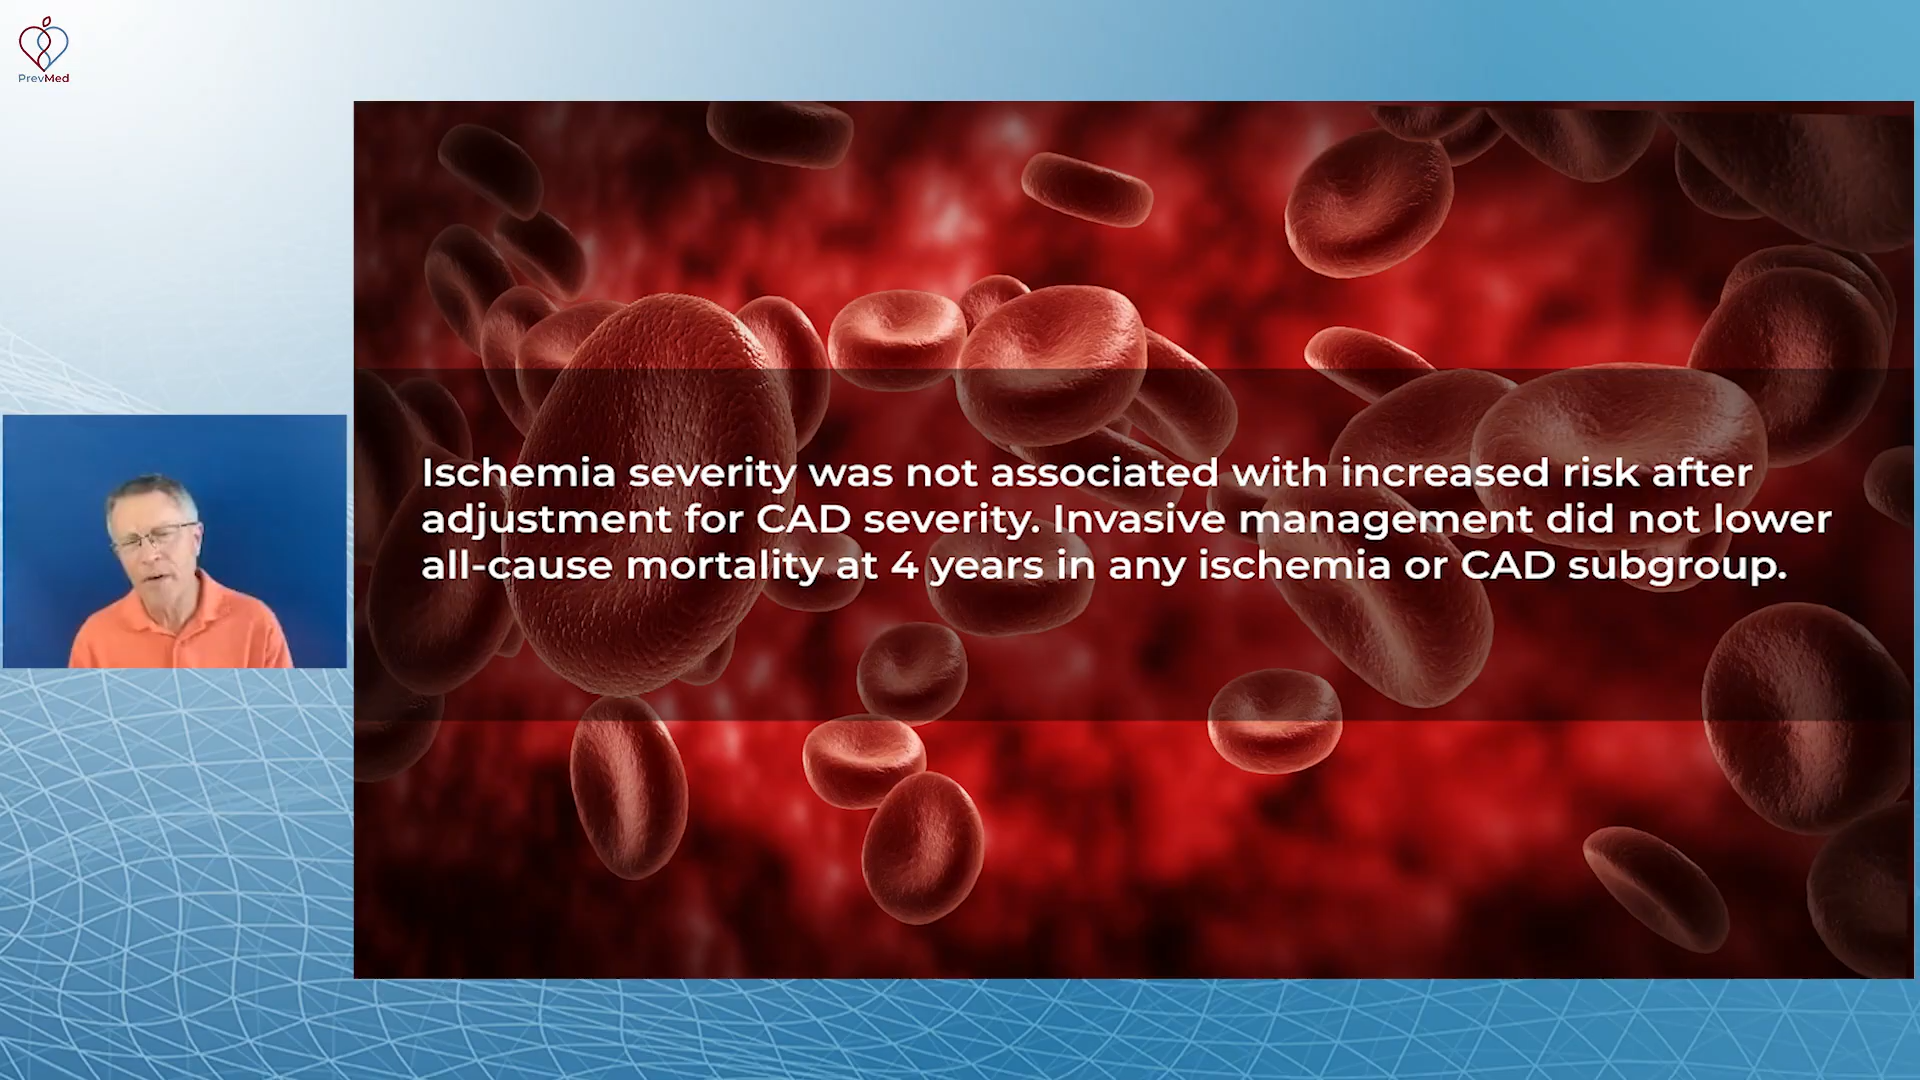 PrevMed
Ischemia severity was not associated with increased risk after
adjustment for CAD severity. Invasive management did not lower
all-cause mortality at 4 years in any ischemia or CAD subgroup.